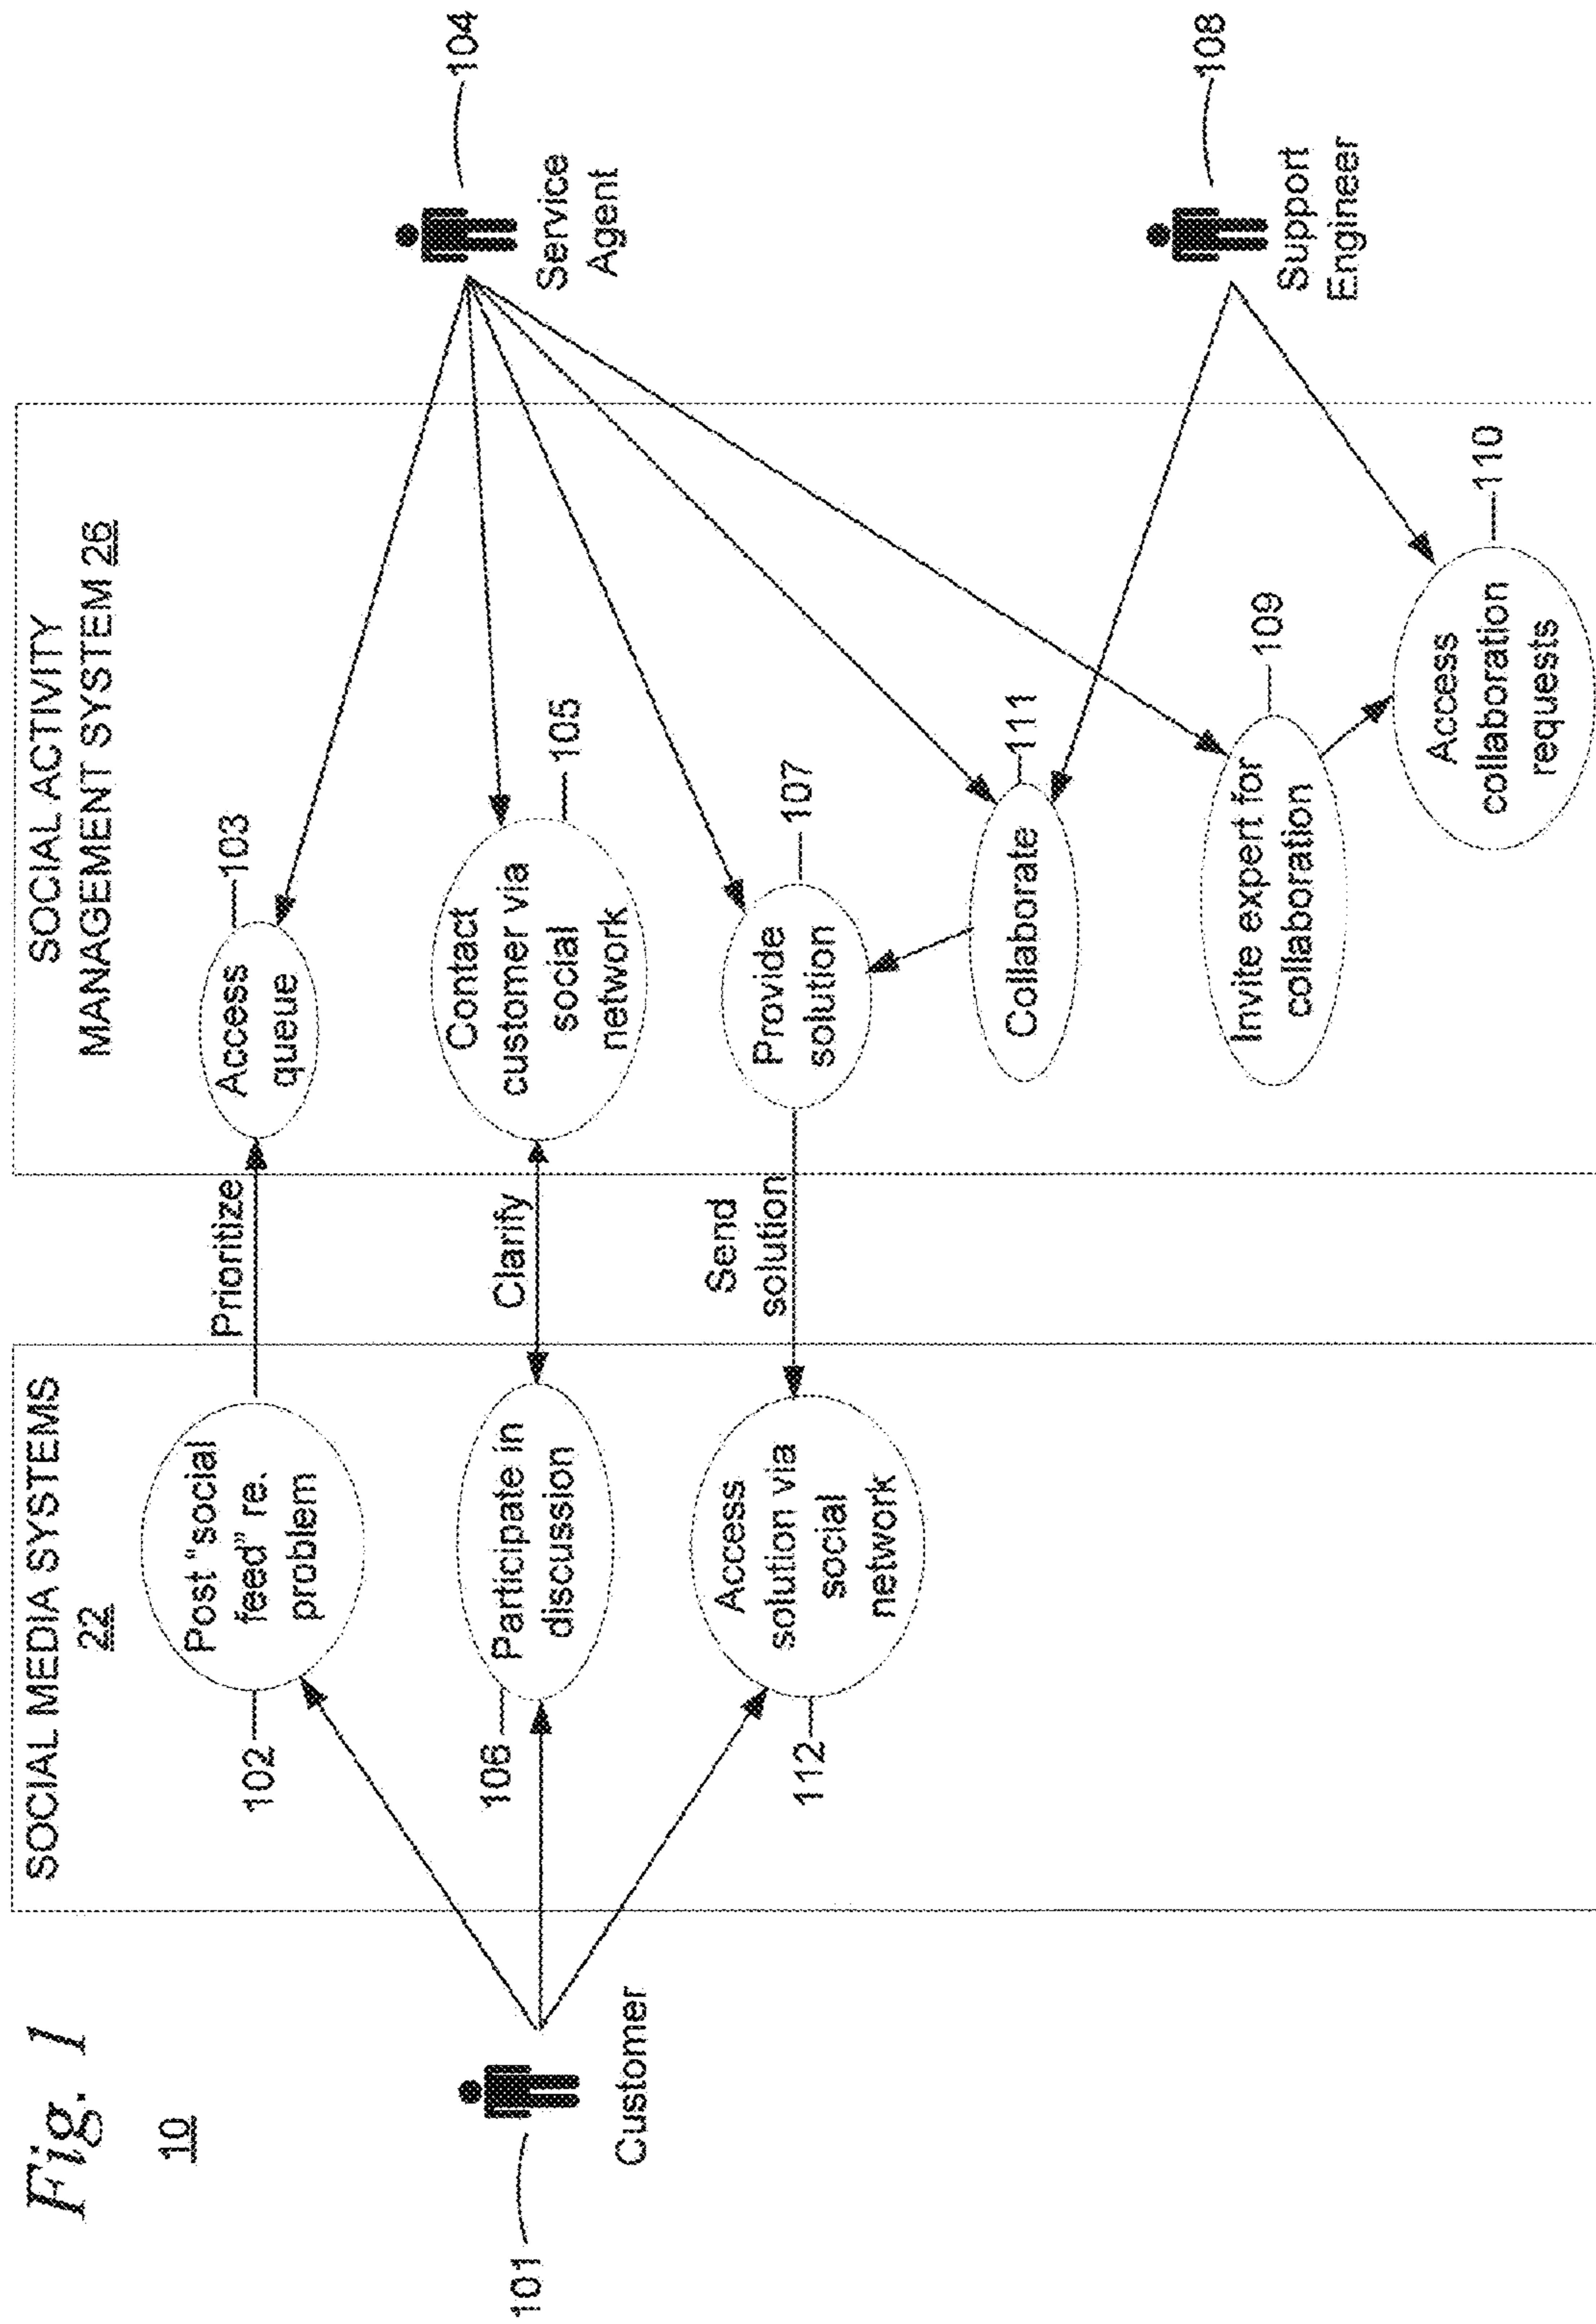 Fig. 1
10
SOCIAL MEDIA SYSTEMS
22
SOCIAL ACTIVITY
MANAGEMENT SYSTEM 26
101
Customer
102
Post “social
feed” re.
problem
Prioritize
103
Access
queue
104
Service
Agent
106
Participate in
discussion
Clarify
105
Contact
customer via
social
network
112
Access
solution via
social
network
Send
solution
107
Provide
solution
111
Collaborate
109
Invite expert for
collaboration
110
Access
collaboration
requests
108
Support
Engineer